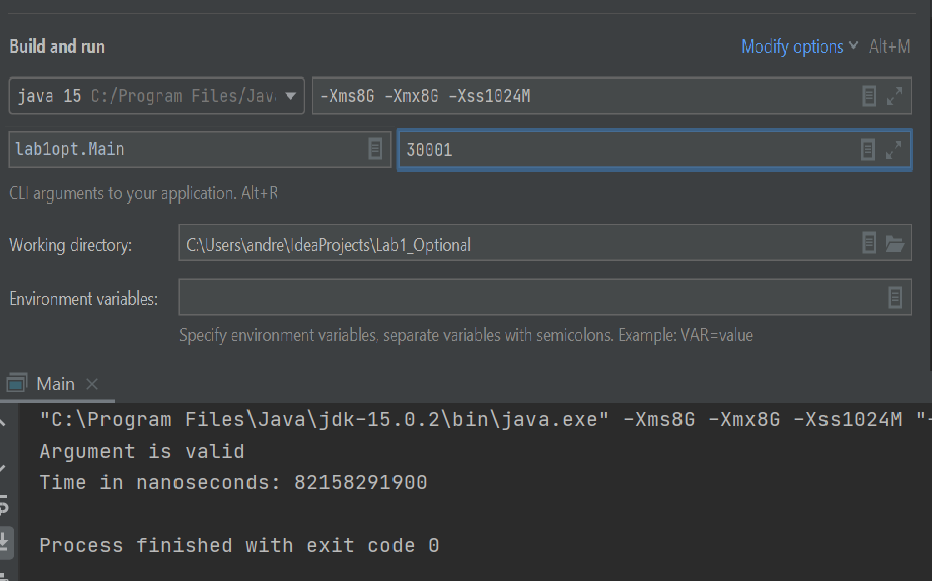 Build and run
Modify options Alt+M
java 15 C:/Program Files/Jav
-Xms8G -Xmx8G -Xss1024M
lab1opt.Main
30001
CLI arguments to your application. Alt+R
Working directory:
C:\Users\andre\IdeaProjects\Lab1_Optional
Environment variables:
Specify environment variables, separate variables with semicolons. Example: VAR=value
Main
"C:\Program Files\Java\jdk-15.0.2\bin\java.exe" -Xms8G -Xmx8G -Xss1024M "-
Argument is valid
Time in nanoseconds: 82158291900
Process finished with exit code 0